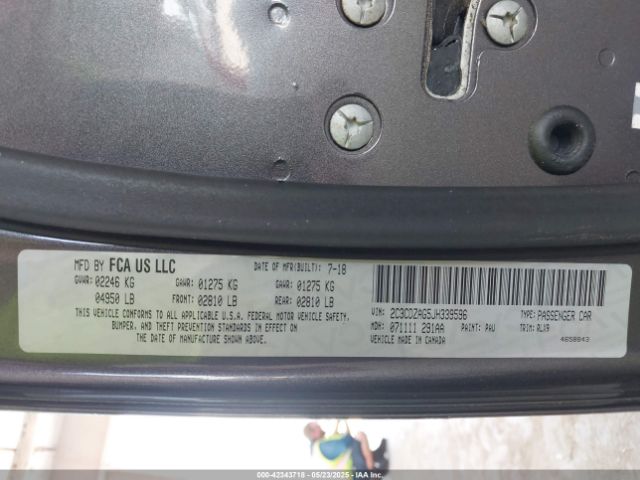 MFD BY FCA US LLC DATE OF MFR(BUILT): 7-18
GVWR: 02246 KG GAWR: 01275 KG GAWR: 01275 KG
04950 LB FRONT: 02810 LB REAR: 02810 LB
THIS VEHICLE CONFORMS TO ALL APPLICABLE U.S.A. FEDERAL MOTOR VEHICLE SAFETY,
BUMPER, AND THEFT PREVENTION STANDARDS IN EFFECT ON
THE DATE OF MANUFACTURE SHOWN ABOVE.
VIN: 2C3CDZAG5JH339596 TYPE: PASSENGER CAR
MDH: 071111 291AA PAINT: PAU TRIM: RLX9
VEHICLE MADE IN CANADA 4658843
000-42343718 - 05/23/2025 - IAA Inc.